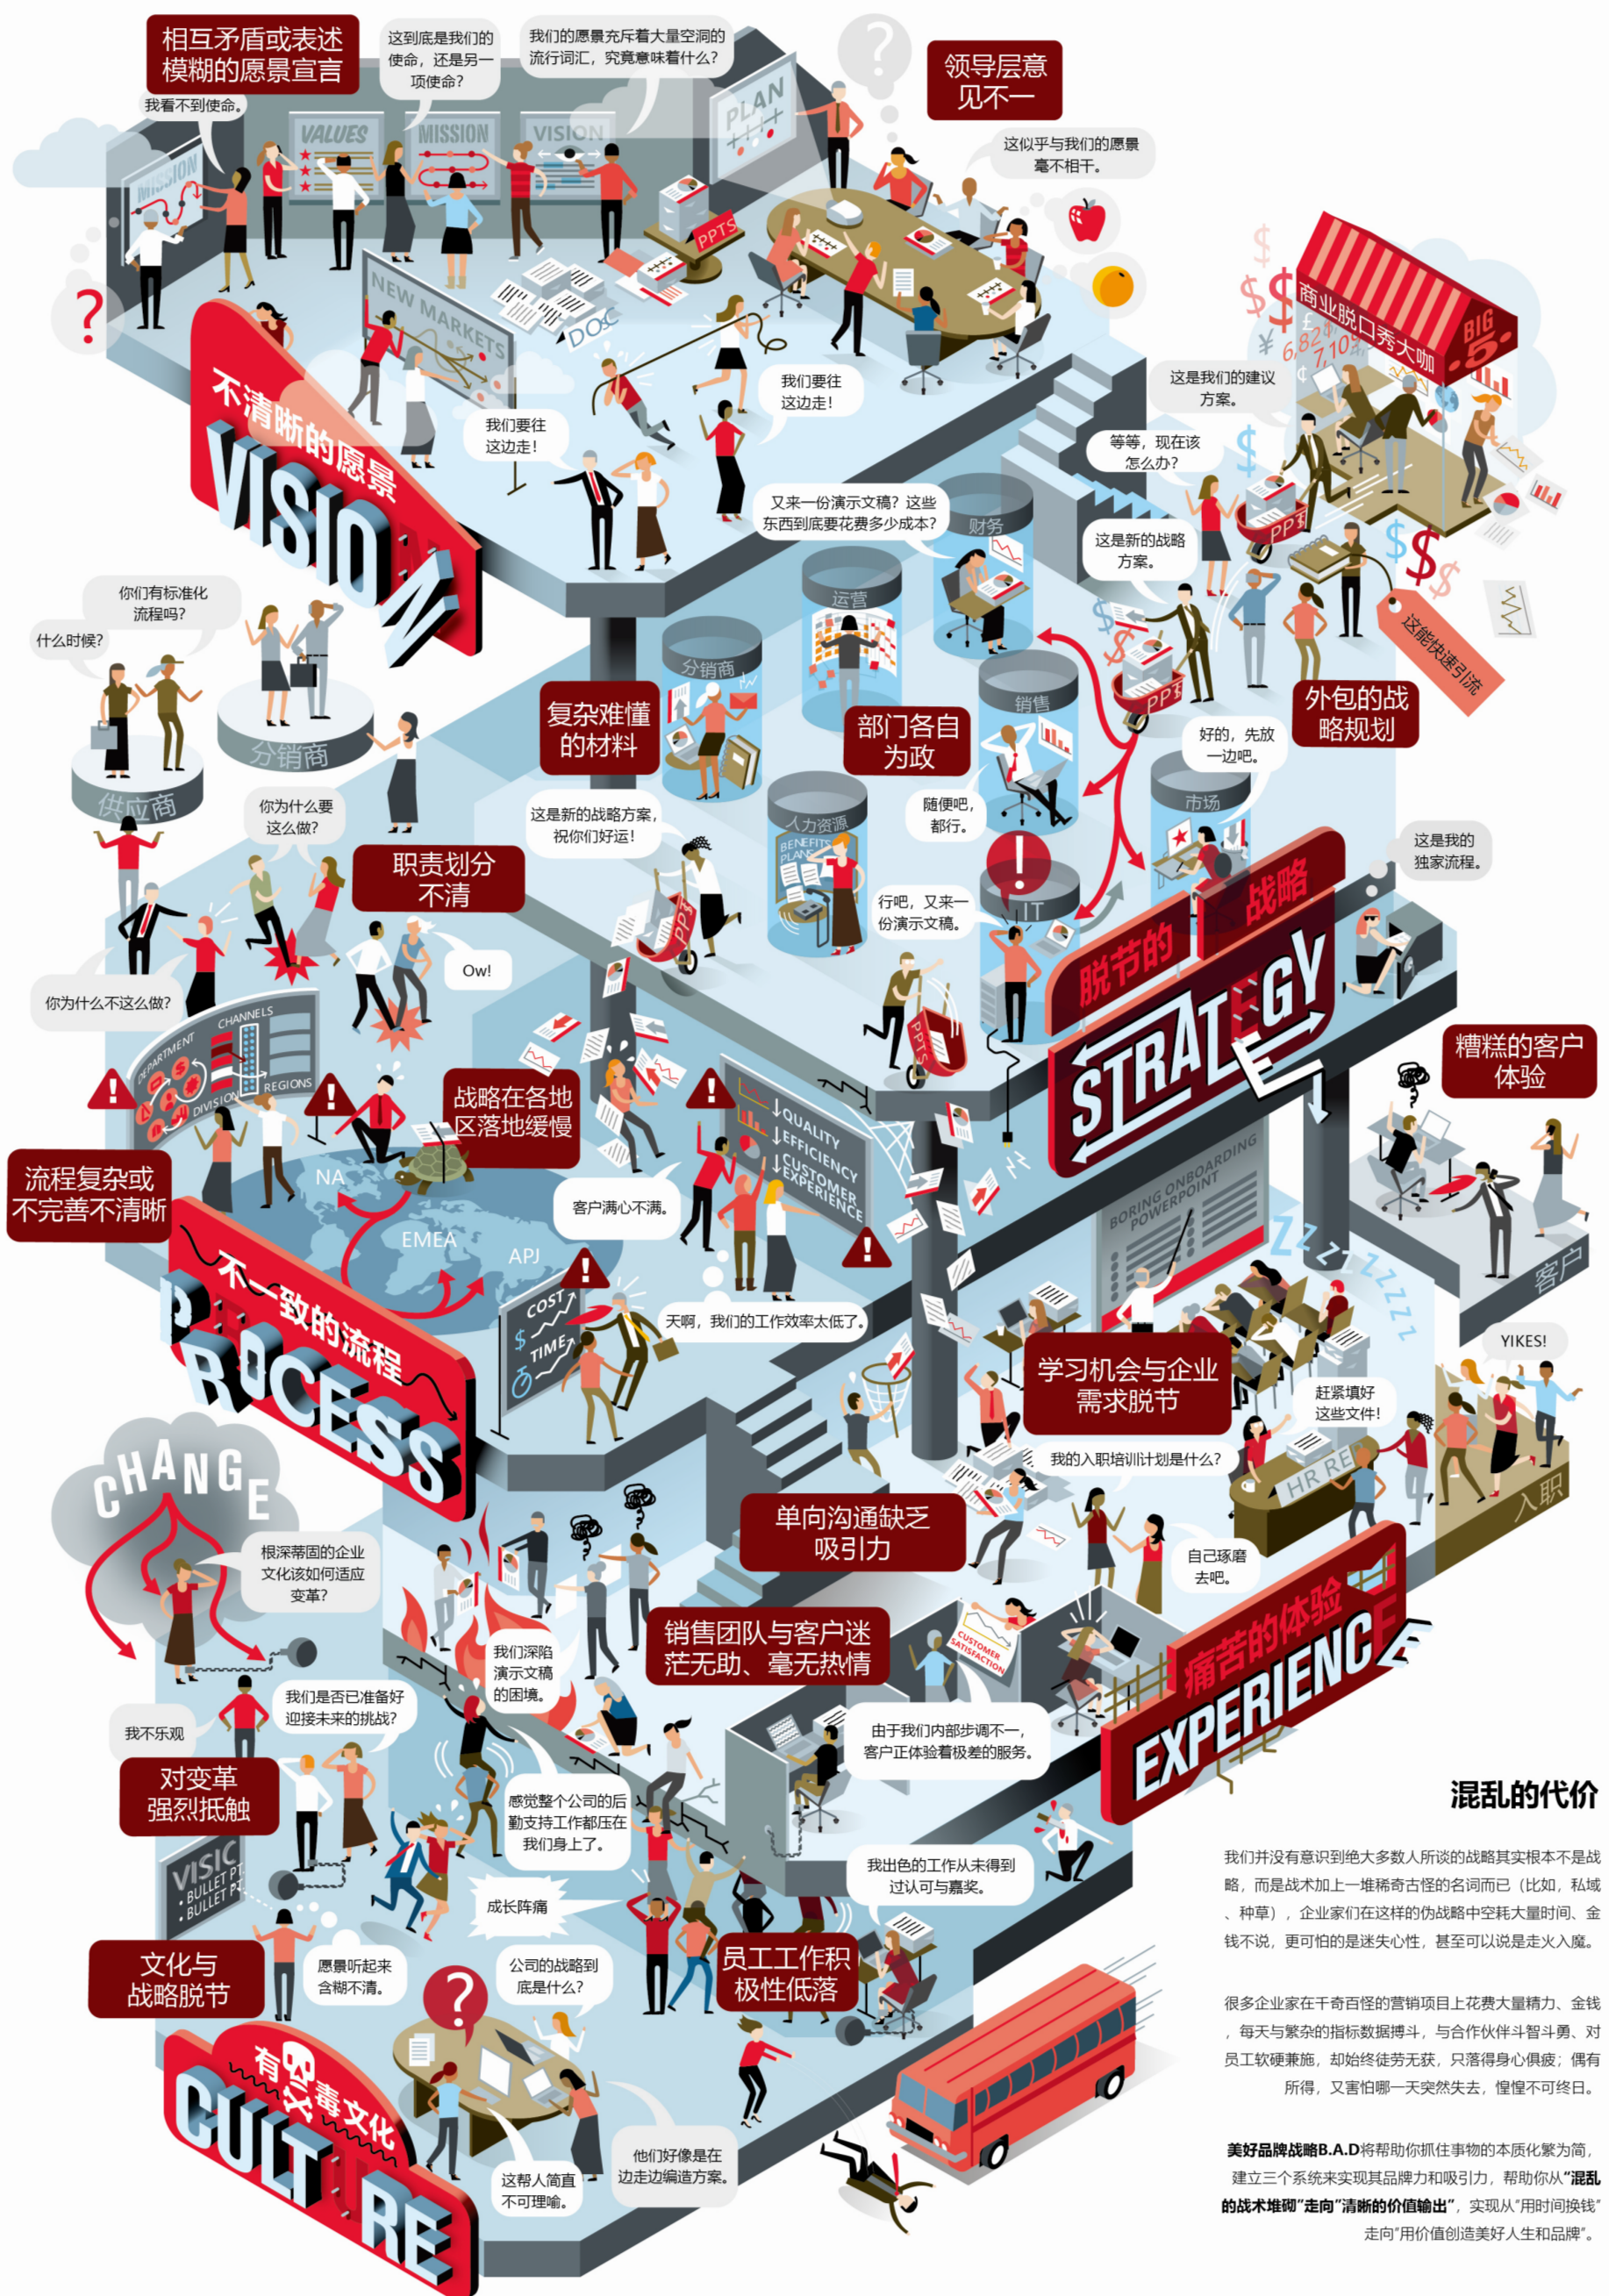 相互矛盾或表述
模糊的愿景宣言
这到底是我们的
使命，还是另一
项使命？
我们的愿景充斥着大量空洞的
流行词汇，究竟意味着什么？
我看不到使命。
领导层意
见不一
这似乎与我们的愿景
毫不相干。
MISSION
VALUES
MISSION
VISION
PLAN
PPTS
DOSC
NEW MARKETS
我们要往
这边走！
我们要往
这边走！
不清晰的愿景
VISION
商业脱口秀大咖
BIG
5
6,82
7,109
这是我们的建议
方案。
等等，现在该
怎么办？
这是新的战略
方案。
PPT
PPT
这能快速引流
外包的战
略规划
又来一份演示文稿？这些
东西到底要花费多少成本？
财务
运营
分销商
销售
市场
人力资源
BENEFITS
PLANS
IT
复杂难懂
的材料
部门各自
为政
好的，先放
一边吧。
随便吧，
都行。
这是新的战略方案，
祝你们好运！
PPT
行吧，又来一
份演示文稿。
PPTS
这是我的
独家流程。
脱节的
战略
STRATEGY
你们有标准化
流程吗？
什么时候？
分销商
供应商
你为什么要
这么做？
职责划分
不清
Ow!
你为什么不这么做？
DEPARTMENT
CHANNELS
DIVISION
REGIONS
战略在各地
区落地缓慢
流程复杂或
不完善不清晰
NA
EMEA
APJ
QUALITY
EFFICIENCY
CUSTOMER
EXPERIENCE
客户满心不满。
天啊，我们的工作效率太低了。
COST
TIME
不一致的流程
PROCESS
糟糕的客户
体验
客户
BORING ONBOARDING
POWERPOINT
ZZZZZZZZZ
学习机会与企业
需求脱节
YIKES!
赶紧填好
这些文件！
我的入职培训计划是什么？
HR REP
入职
自己琢磨
去吧。
单向沟通缺乏
吸引力
痛苦的体验
EXPERIENCE
CHANGE
根深蒂固的企业
文化该如何适应
变革？
我们深陷
演示文稿
的困境。
销售团队与客户迷
茫无助、毫无热情
CUSTOMER
SATISFACTION
由于我们内部步调不一，
客户正体验着极差的服务。
我们是否已准备好
迎接未来的挑战？
我不乐观
对变革
强烈抵触
感觉整个公司的后
勤支持工作都压在
我们身上了。
我出色的工作从未得到
过认可与嘉奖。
VISIC
• BULLET PT.
• BULLET PT.
• BULLET
成长阵痛
文化与
战略脱节
愿景听起来
含糊不清。
公司的战略到
底是什么？
员工工作积
极性低落
有毒文化
CULTURE
这帮人简直
不可理喻。
他们好像是在
边走边编造方案。
混乱的代价
我们并没有意识到绝大多数人所谈的战略其实根本不是战
略，而是战术加上一堆稀奇古怪的名词而已（比如，私域
、种草），企业家们在这样的伪战略中空耗大量时间、金
钱不说，更可怕的是迷失心性，甚至可以说是走火入魔。
很多企业家在千奇百怪的营销项目上花费大量精力、金钱
，每天与繁杂的指标数据搏斗，与合作伙伴斗智斗勇、对
员工软硬兼施，却始终徒劳无获，只落得身心俱疲；偶有
所得，又害怕哪一天突然失去，惶惶不可终日。
美好品牌战略B.A.D将帮助你抓住事物的本质化繁为简，
建立三个系统来实现其品牌力和吸引力，帮助你从“混乱
的战术堆砌”走向“清晰的价值输出”，实现从“用时间换钱”
走向“用价值创造美好人生和品牌”。